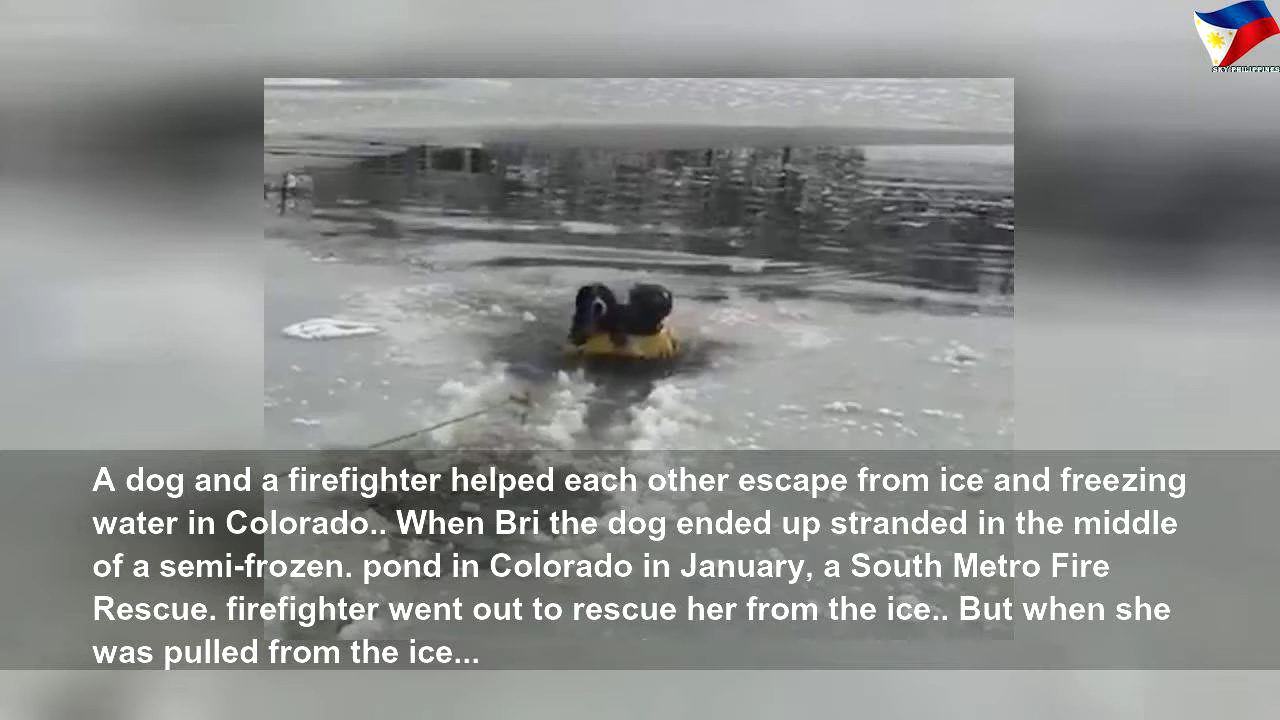 SKY PHILIPPINES
A dog and a firefighter helped each other escape from ice and freezing
water in Colorado.. When Bri the dog ended up stranded in the middle
of a semi-frozen. pond in Colorado in January, a South Metro Fire
Rescue. firefighter went out to rescue her from the ice.. But when she
was pulled from the ice...